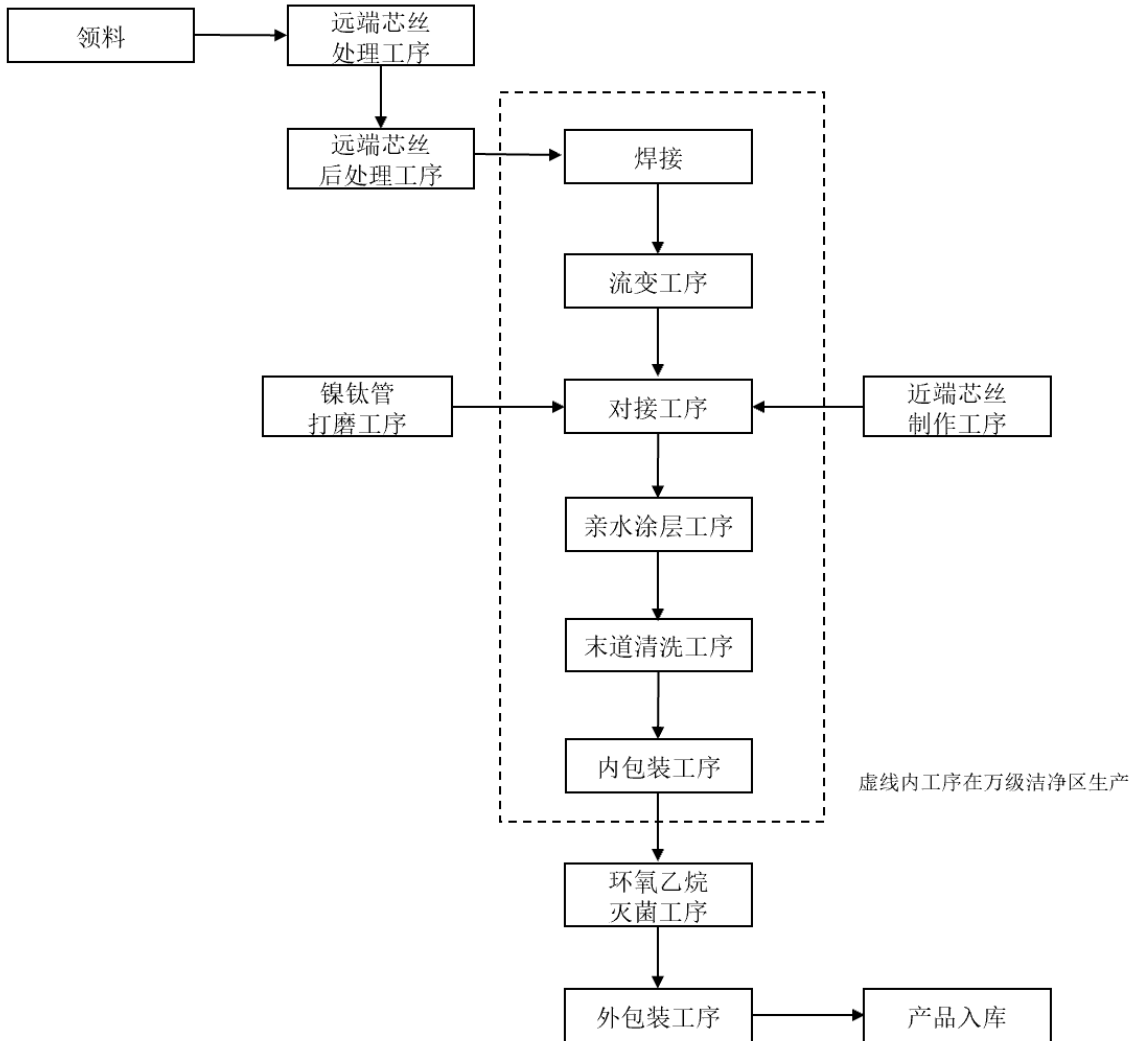 领料
远端芯丝
处理工序
远端芯丝
后处理工序
焊接
流变工序
镍钛管
打磨工序
对接工序
近端芯丝
制作工序
亲水涂层工序
末道清洗工序
内包装工序
虚线内工序在万级洁净区生产
环氧乙烷
灭菌工序
外包装工序
产品入库